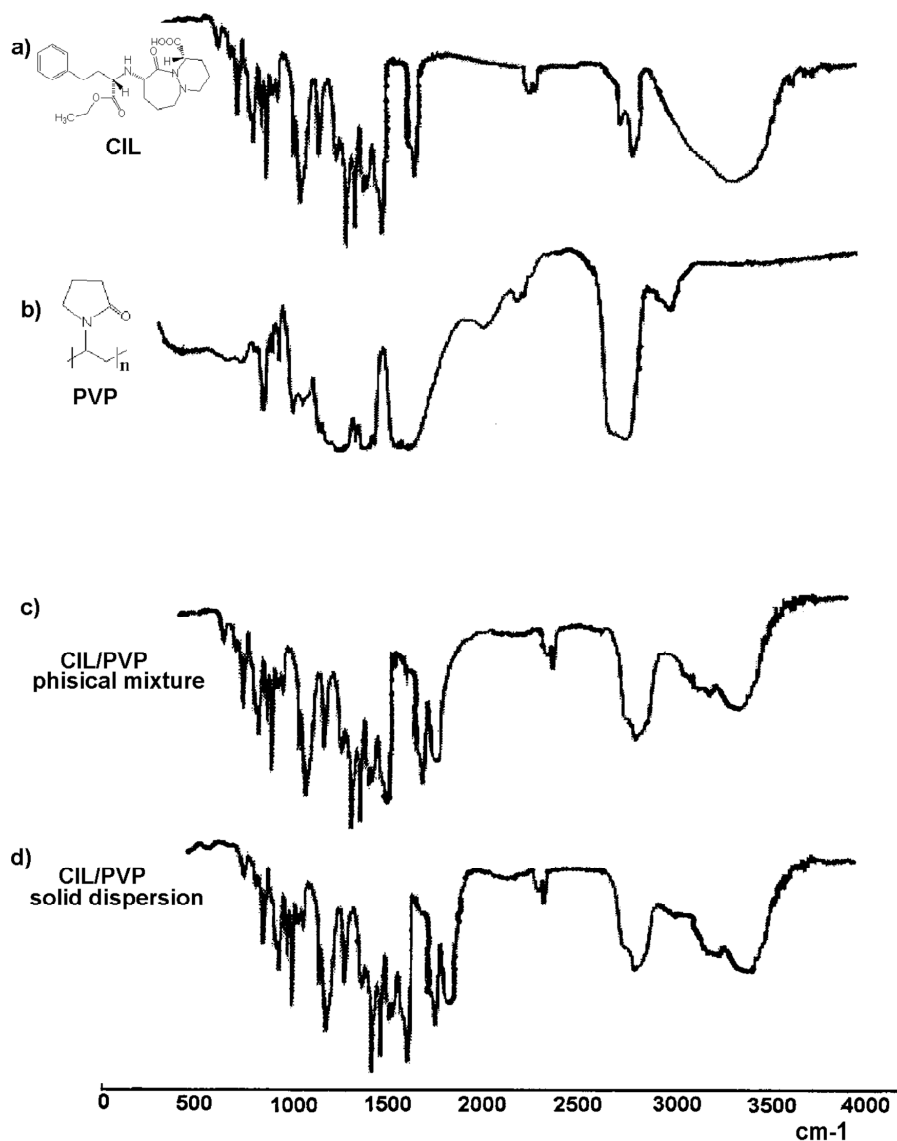 a)
HOOC
O
H
N
H
N
N
O
O
H₃C
CIL
b)
N
O
n
PVP
c)
CIL/PVP
phisical mixture
d)
CIL/PVP
solid dispersion
0 500 1000 1500 2000 2500 3000 3500 4000
cm-1